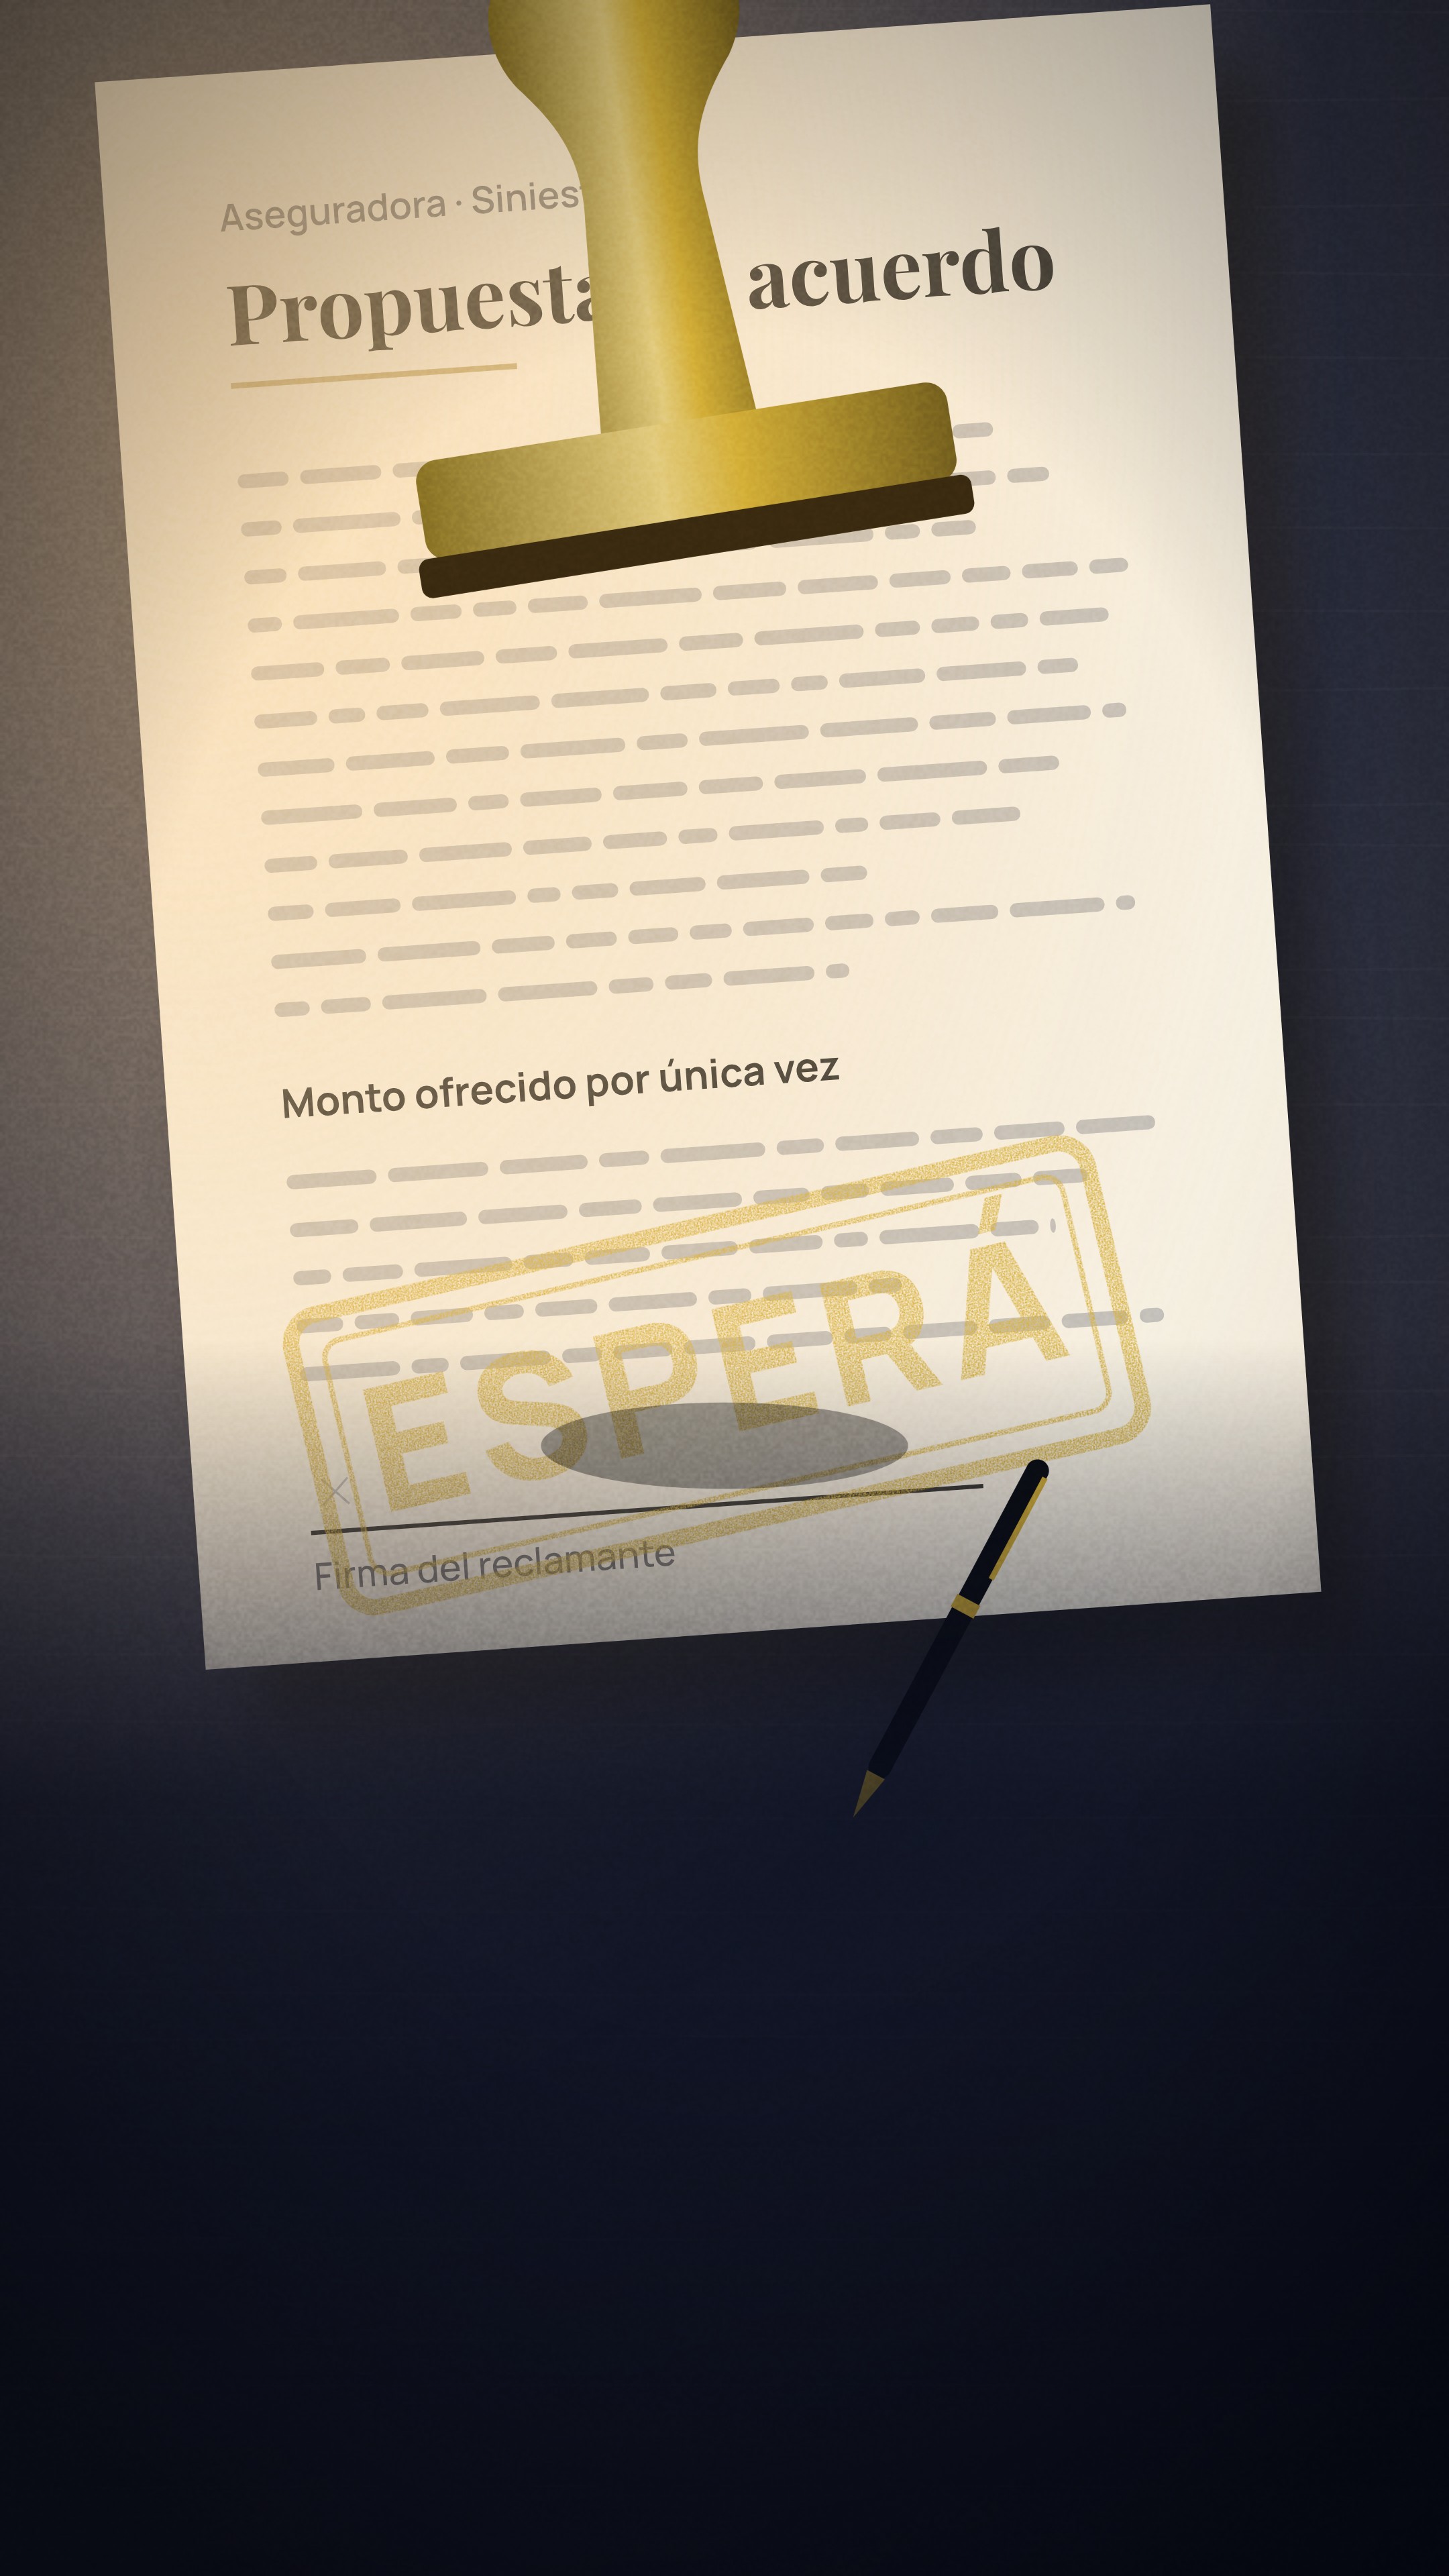 Aseguradora · Sinies
Propuesta acuerdo
Monto ofrecido por única vez
ESPERÁ
Firma del reclamante